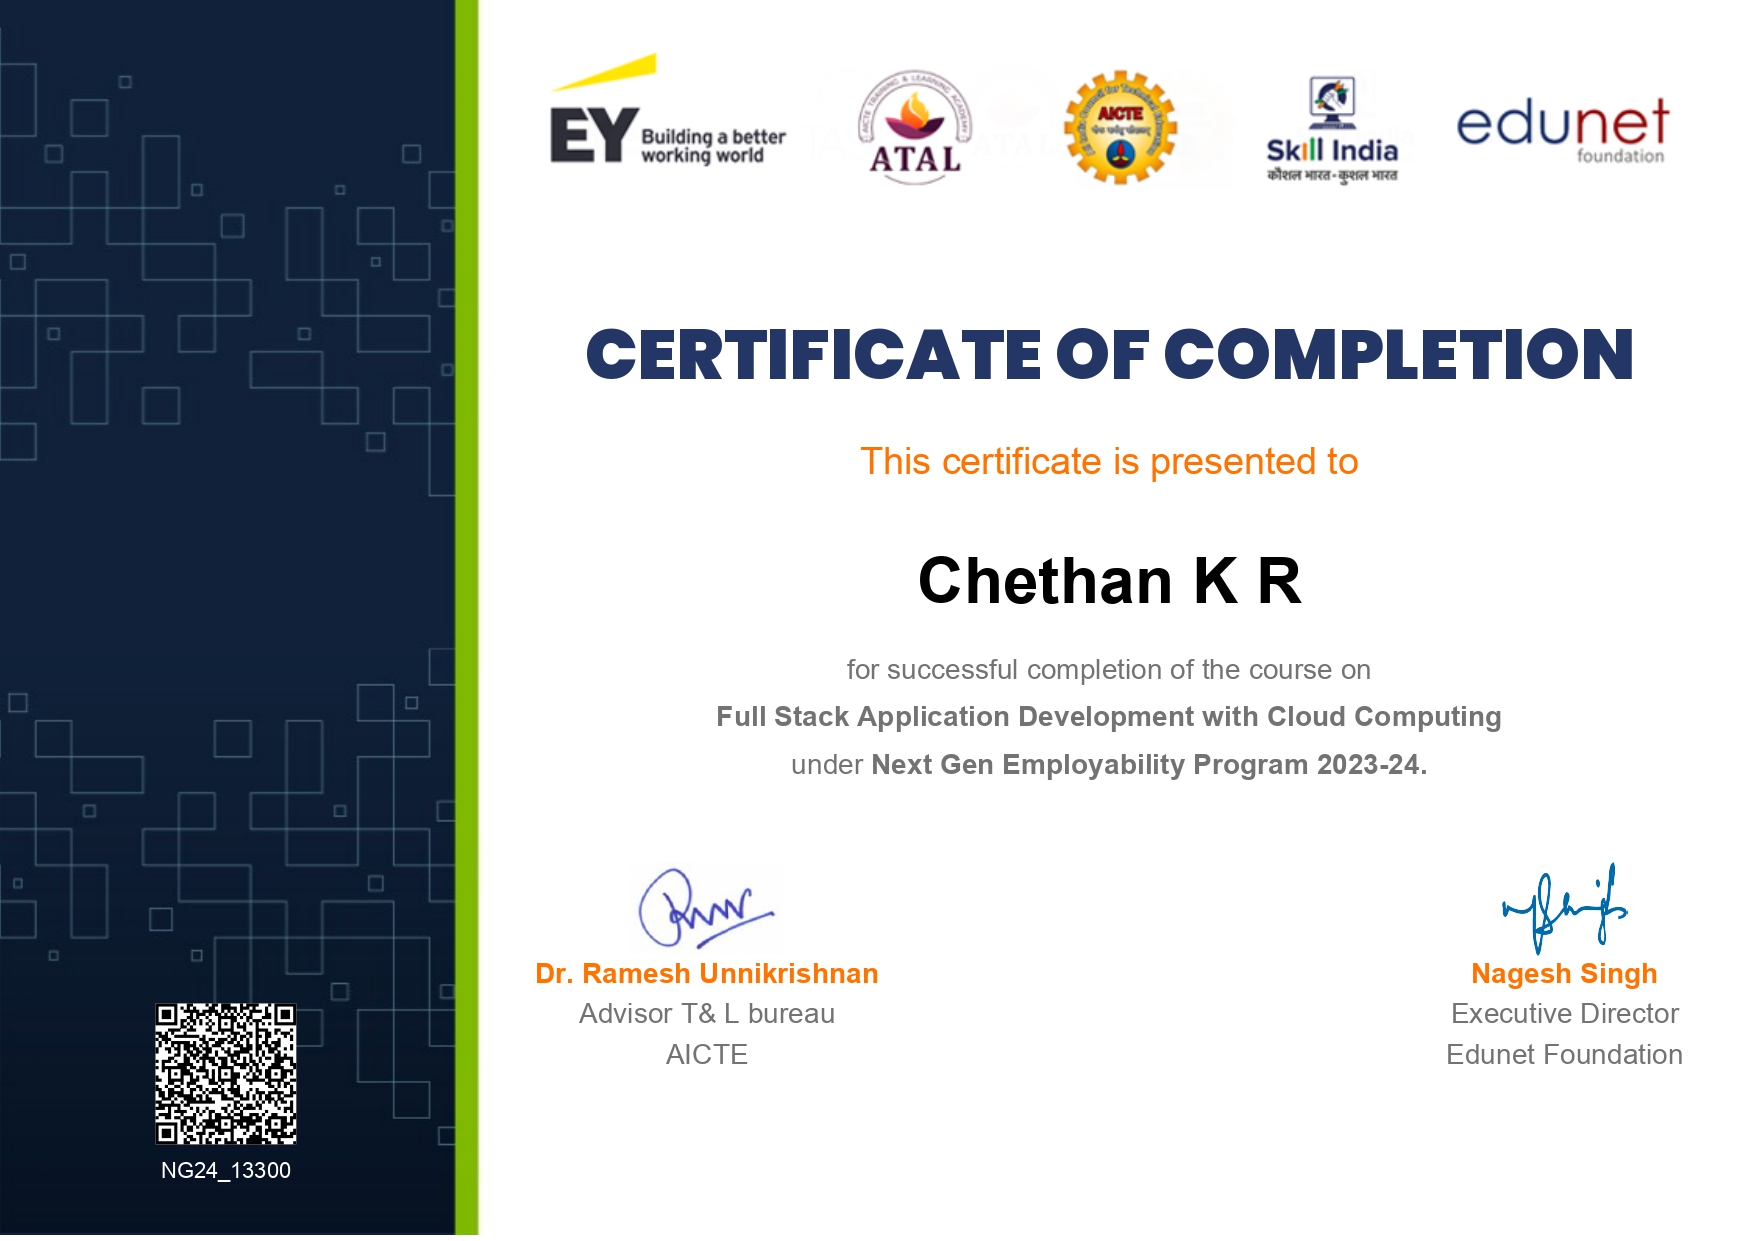 EY Building a better
working world
AICTE TRAINING & LEARNING ACADEMY
ATAL
AICTE
Skill India
कौशल भारत - कुशल भारत
edunet
foundation
CERTIFICATE OF COMPLETION
This certificate is presented to
Chethan K R
for successful completion of the course on
Full Stack Application Development with Cloud Computing
under Next Gen Employability Program 2023-24.
Dr. Ramesh Unnikrishnan
Advisor T& L bureau
AICTE
Nagesh Singh
Executive Director
Edunet Foundation
NG24_13300